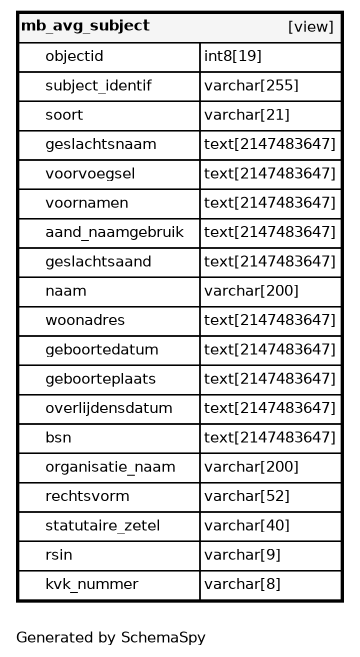 mb_avg_subject [view]
objectid int8[19]
subject_identif varchar[255]
soort varchar[21]
geslachtsnaam text[2147483647]
voorvoegsel text[2147483647]
voornamen text[2147483647]
aand_naamgebruik text[2147483647]
geslachtsaand text[2147483647]
naam varchar[200]
woonadres text[2147483647]
geboortedatum text[2147483647]
geboorteplaats text[2147483647]
overlijdensdatum text[2147483647]
bsn text[2147483647]
organisatie_naam varchar[200]
rechtsvorm varchar[52]
statutaire_zetel varchar[40]
rsin varchar[9]
kvk_nummer varchar[8]
Generated by SchemaSpy